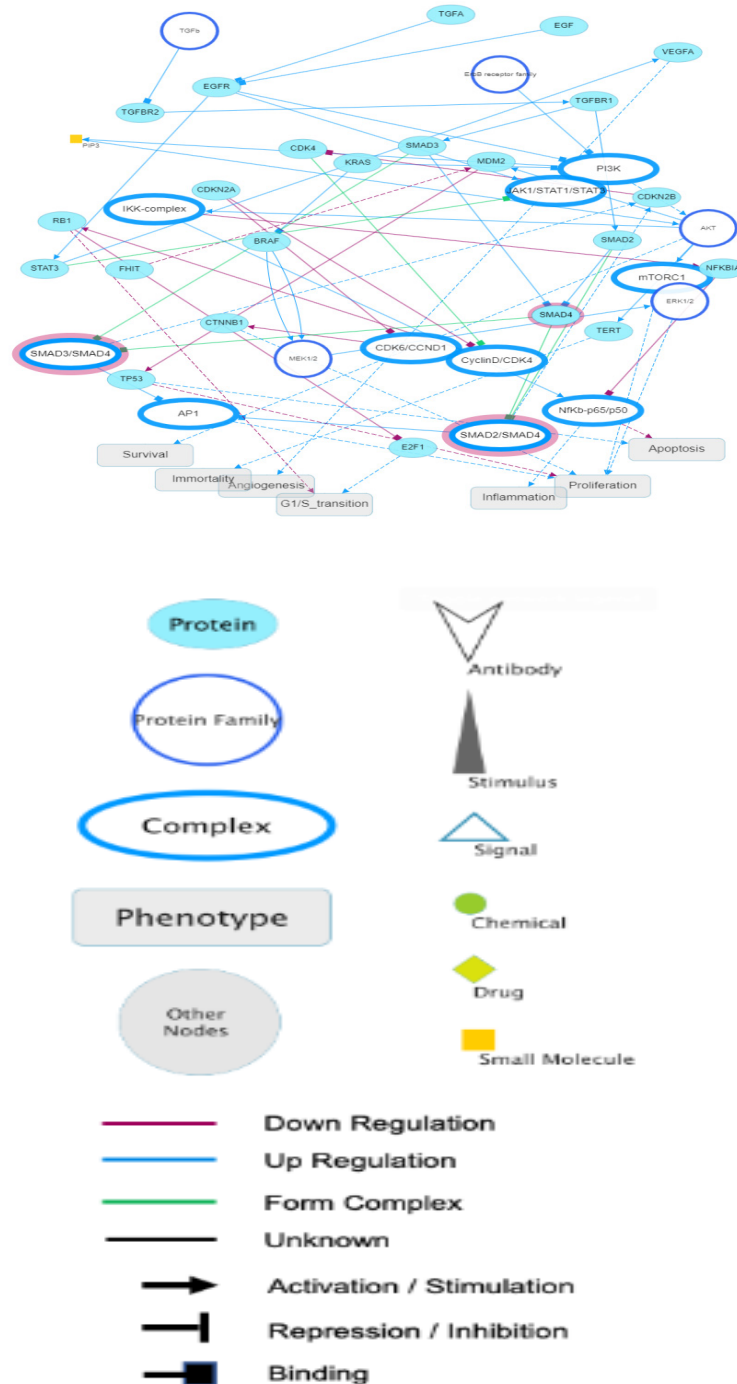 TGFA
EGF
TGFb
VEGFA
ErbB receptor family
EGFR
TGFBR1
TGFBR2
PIP3
CDK4
SMAD3
KRAS
MDM2
PI3K
CDKN2A
JAK1/STAT1/STAT3
CDKN2B
IKK-complex
RB1
AKT
BRAF
SMAD2
STAT3
FHIT
NFKBIA
mTORC1
ERK1/2
SMAD4
CTNNB1
TERT
CDK6/CCND1
SMAD3/SMAD4
MEK1/2
CyclinD/CDK4
TP53
AP1
NfKb-p65/p50
SMAD2/SMAD4
E2F1
Apoptosis
Survival
Immortality
Angiogenesis
Proliferation
Inflammation
G1/S_transition
Protein
Antibody
Protein Family
Stimulus
Complex
Signal
Phenotype
Chemical
Drug
Other
Nodes
Small Molecule
Down Regulation
Up Regulation
Form Complex
Unknown
Activation / Stimulation
Repression / Inhibition
Binding